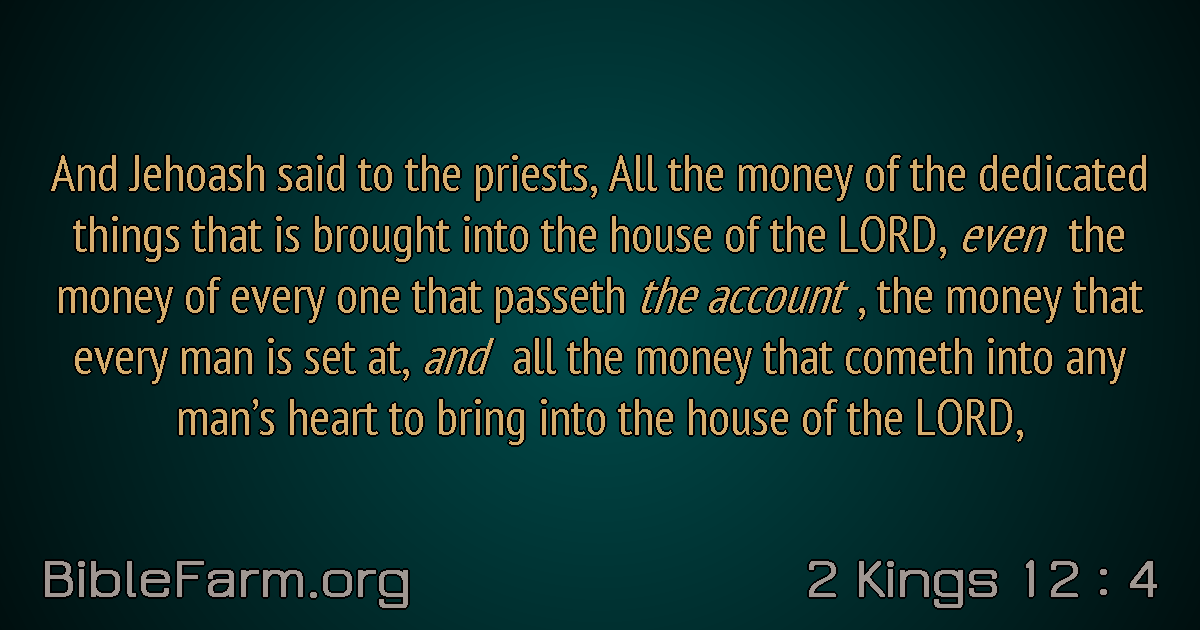 And Jehoash said to the priests, All the money of the dedicated
things that is brought into the house of the LORD, even the
money of every one that passeth the account , the money that
every man is set at, and all the money that cometh into any
man’s heart to bring into the house of the LORD,
BibleFarm.org
2 Kings 12 : 4